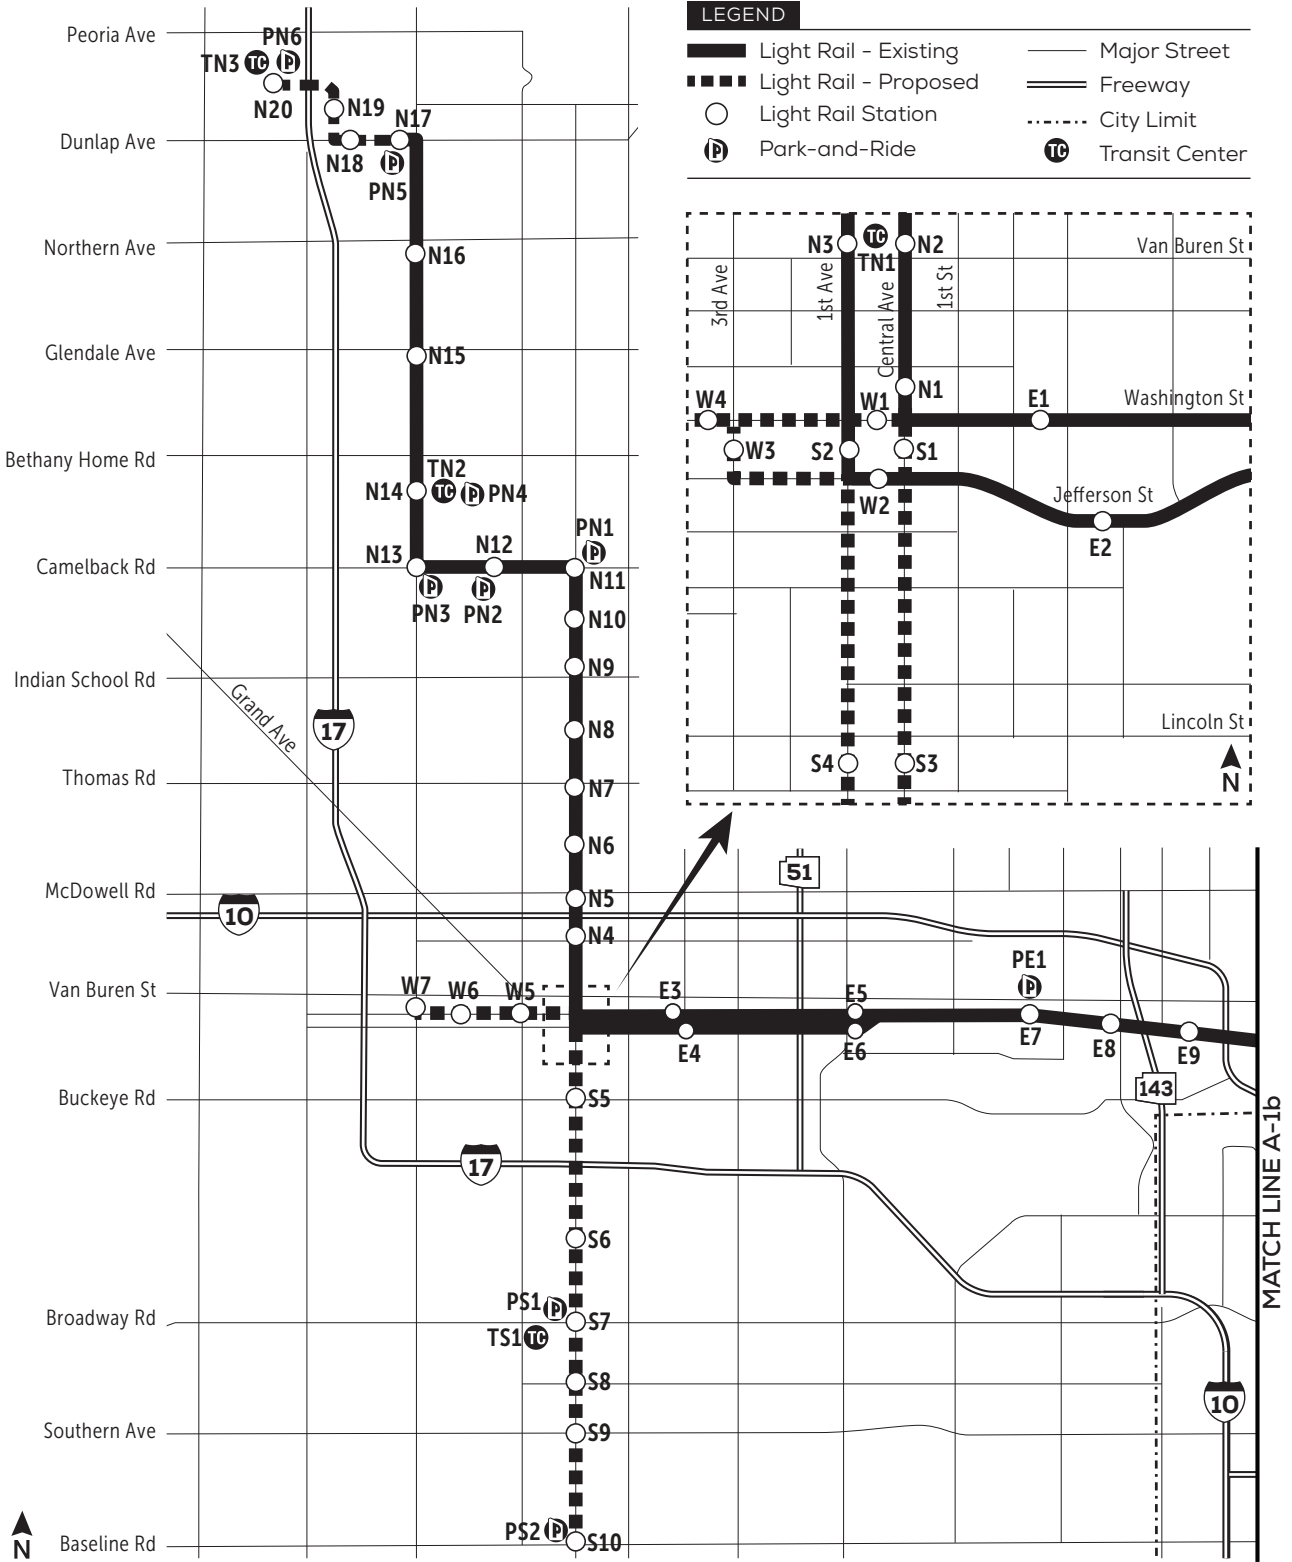 LEGEND
Light Rail - Existing
Light Rail - Proposed
Light Rail Station
Park-and-Ride
Major Street
Freeway
City Limit
TC Transit Center
Peoria Ave
PN6
TN3 TC P
N20
N19
N17
Dunlap Ave
N18
P
PN5
Northern Ave
N16
Glendale Ave
N15
Bethany Home Rd
TN2
N14 TC P PN4
PN1
P
N13
N12
Camelback Rd
N11
P
P
PN3
PN2
N10
N9
Indian School Rd
Grand Ave
17
N8
Thomas Rd
N7
N6
McDowell Rd
N5
10
N4
N3
TC
TN1
N2
Van Buren St
3rd Ave
1st Ave
Central Ave
1st St
N1
W4
W1
E1
Washington St
W3
S2
S1
W2
Jefferson St
E2
Lincoln St
S4
S3
N
51
PE1
P
Van Buren St
W7
W6
W5
E3
E5
E4
E6
E7
E8
E9
143
Buckeye Rd
S5
17
S6
PS1 P
Broadway Rd
S7
TS1 TC
S8
10
Southern Ave
S9
PS2 P
S10
Baseline Rd
N
MATCH LINE A-1b